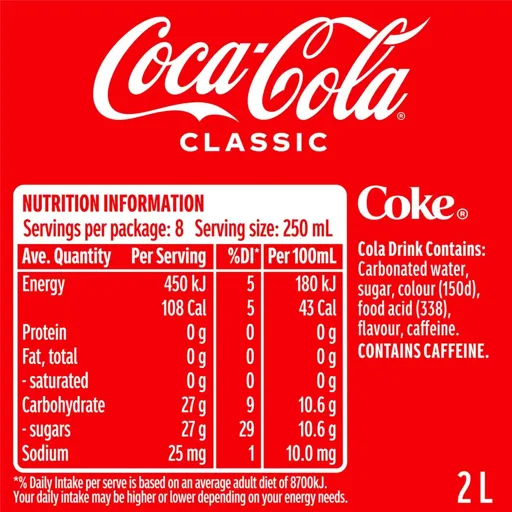 Coca-Cola®
CLASSIC
NUTRITION INFORMATION
Servings per package: 8 Serving size: 250 mL
Ave. Quantity Per Serving %DI* Per 100mL
Energy 450 kJ 5 180 kJ
108 Cal 5 43 Cal
Protein 0 g 0 0 g
Fat, total 0 g 0 0 g
- saturated 0 g 0 0 g
Carbohydrate 27 g 9 10.6 g
- sugars 27 g 29 10.6 g
Sodium 25 mg 1 10.0 mg
*% Daily Intake per serve is based on an average adult diet of 8700kJ.
Your daily intake may be higher or lower depending on your energy needs.
Coke®
Cola Drink Contains:
Carbonated water,
sugar, colour (150d),
food acid (338),
flavour, caffeine.
CONTAINS CAFFEINE.
2 L